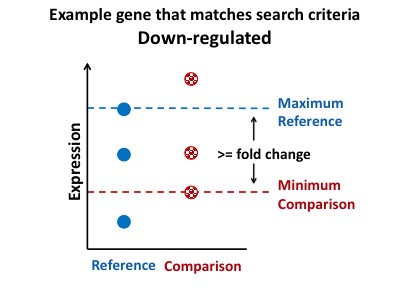 Example gene that matches search criteria
Down-regulated
Maximum
Reference
Expression
>= fold change
Minimum
Comparison
Reference Comparison